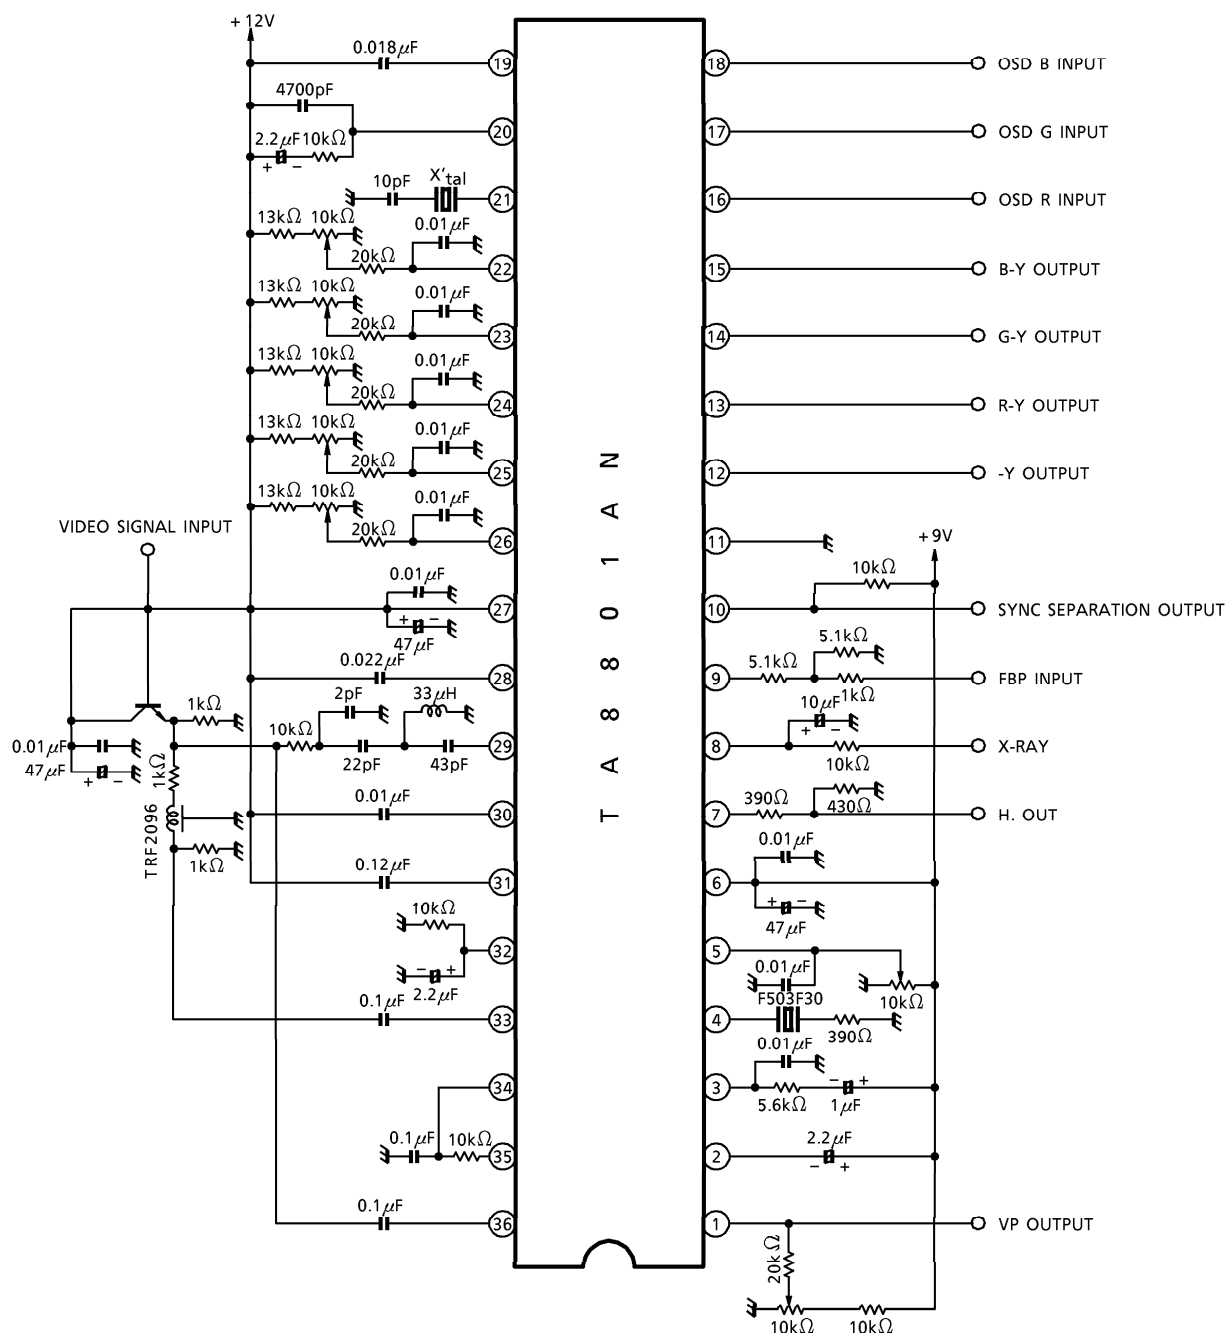 + 12V
0.018μF
19
18
OSD B INPUT
4700pF
2.2μF 10kΩ
+ −
20
17
OSD G INPUT
10pF
X'tal
21
16
OSD R INPUT
13kΩ 10kΩ
0.01μF
20kΩ
22
15
B-Y OUTPUT
13kΩ 10kΩ
0.01μF
20kΩ
23
14
G-Y OUTPUT
13kΩ 10kΩ
0.01μF
20kΩ
24
13
R-Y OUTPUT
13kΩ 10kΩ
0.01μF
20kΩ
25
12
-Y OUTPUT
13kΩ 10kΩ
0.01μF
20kΩ
26
11
TA8801AN
VIDEO SIGNAL INPUT
+9V
0.01μF
27
+ −
47μF
10kΩ
10
SYNC SEPARATION OUTPUT
0.022μF
28
5.1kΩ
5.1kΩ
9
1kΩ
FBP INPUT
1kΩ
2pF
33μH
10kΩ
22pF
43pF
29
10μF
+ −
8
10kΩ
X-RAY
0.01μF
47μF
+ −
1kΩ
TRF2096
1kΩ
0.01μF
30
390Ω
430Ω
7
H. OUT
0.12μF
31
0.01μF
6
+ −
47μF
10kΩ
32
− +
2.2μF
5
0.01μF
10kΩ
0.1μF
33
F503F30
4
390Ω
34
0.01μF
3
5.6kΩ
− +
1μF
0.1μF
10kΩ
35
2.2μF
2
− +
0.1μF
36
1
VP OUTPUT
20kΩ
10kΩ
10kΩ